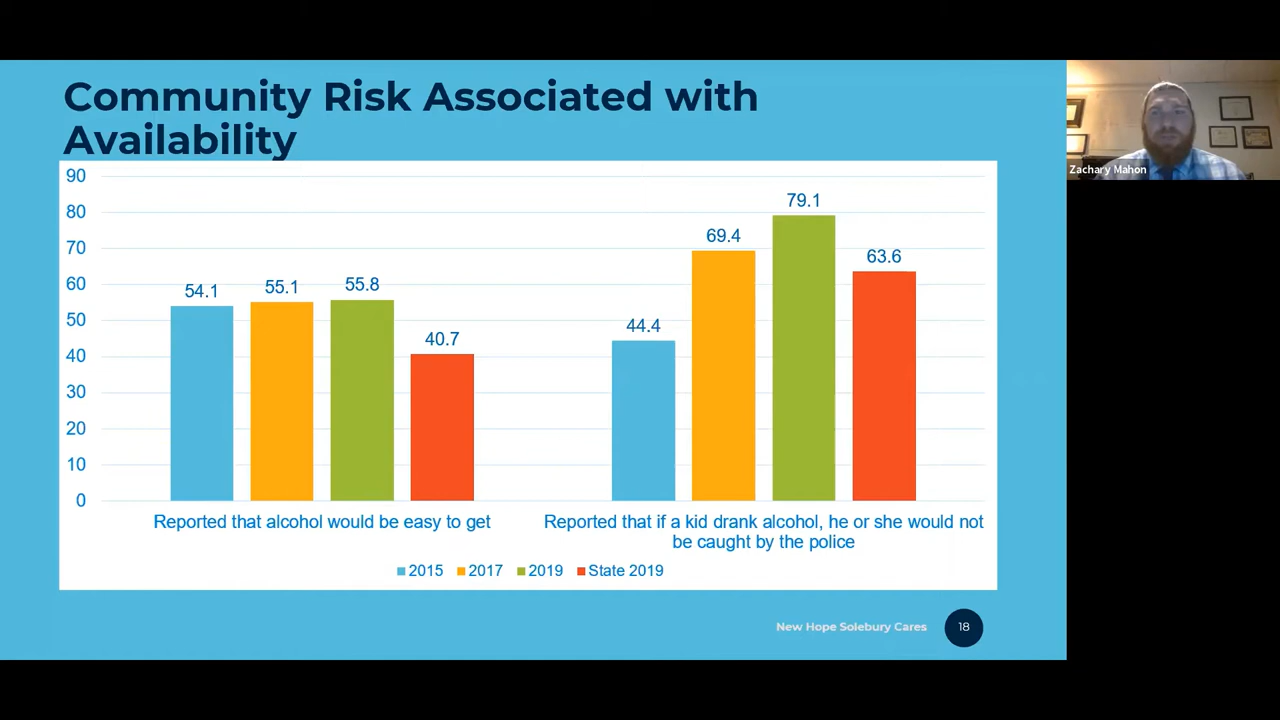 Community Risk Associated with
Availability
Zachary Mahon
90
80
70
60
50
40
30
20
10
0
54.1
55.1
55.8
40.7
44.4
69.4
79.1
63.6
Reported that alcohol would be easy to get
Reported that if a kid drank alcohol, he or she would not
be caught by the police
2015 2017 2019 State 2019
New Hope Solebury Cares 18